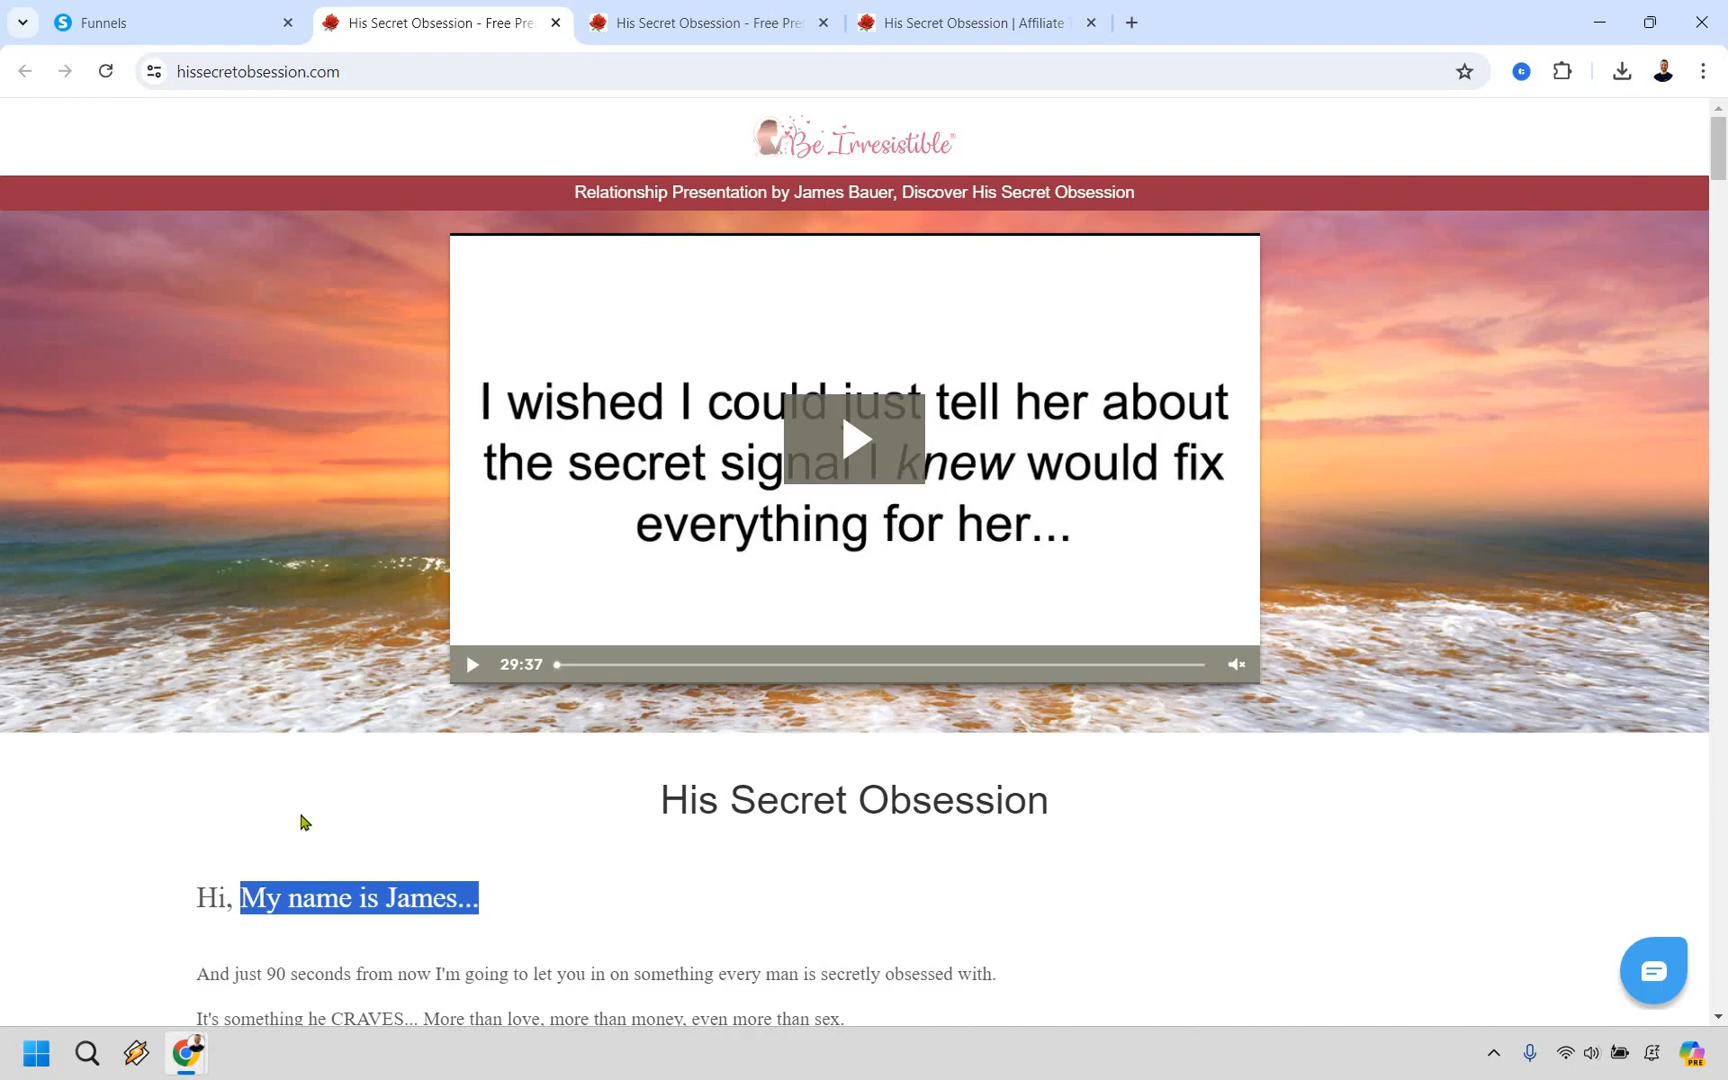 Funnels
His Secret Obsession - Free Pre
His Secret Obsession - Free Pre
His Secret Obsession | Affiliate T
hissecretobsession.com
Be Irresistible®
Relationship Presentation by James Bauer, Discover His Secret Obsession
I wished I could just tell her about
the secret signal I knew would fix
everything for her...
29:37
His Secret Obsession
Hi, My name is James...
And just 90 seconds from now I'm going to let you in on something every man is secretly obsessed with.
It's something he CRAVES... More than love, more than money, even more than sex.
PRE